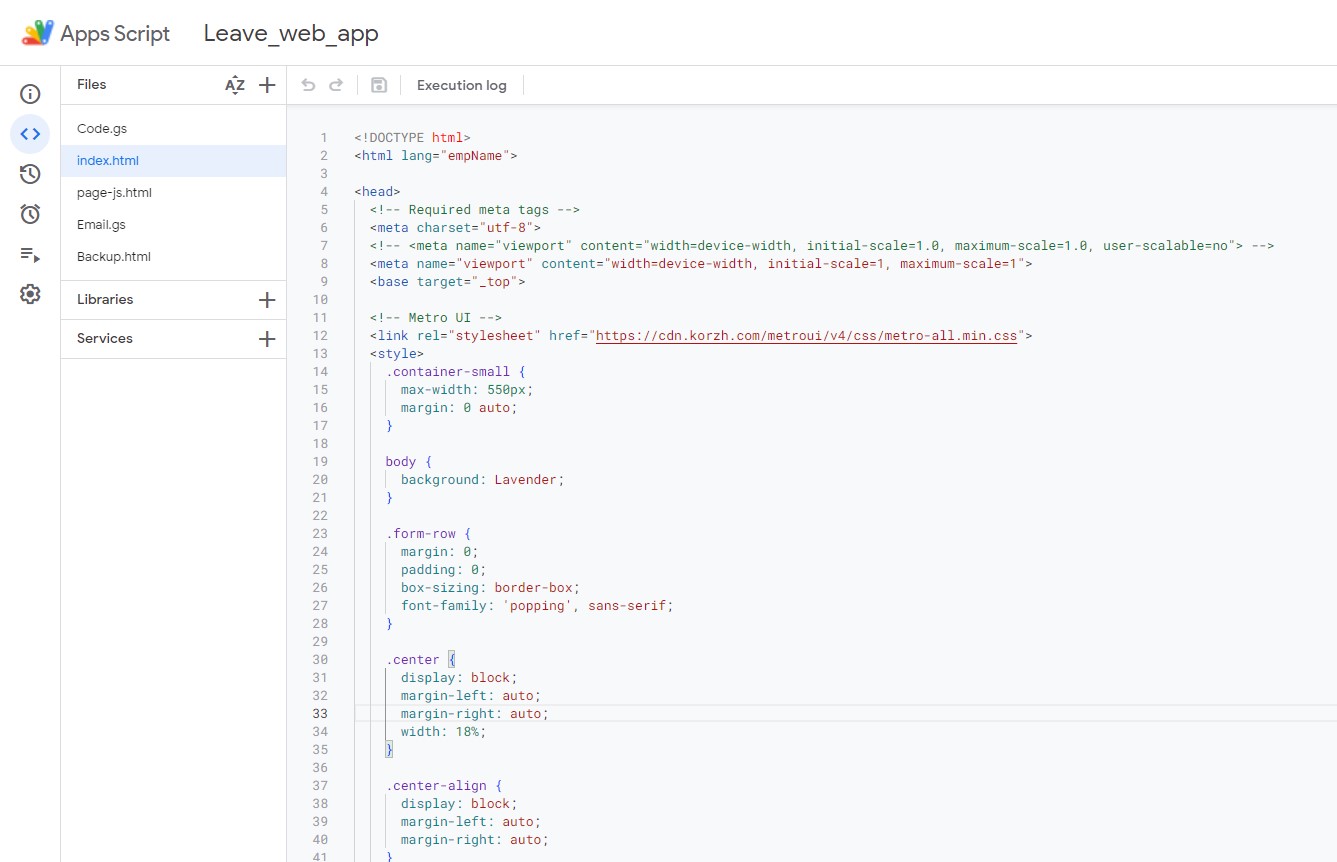 Apps Script Leave_web_app
Files AZ Execution log
Code.gs
index.html
page-js.html
Email.gs
Backup.html
Libraries
Services
1 <!DOCTYPE html>
2 <html lang="empName">
3
4 <head>
5 <!-- Required meta tags -->
6 <meta charset="utf-8">
7 <!-- <meta name="viewport" content="width=device-width, initial-scale=1.0, maximum-scale=1.0, user-scalable=no"> -->
8 <meta name="viewport" content="width=device-width, initial-scale=1, maximum-scale=1">
9 <base target="_top">
10
11 <!-- Metro UI -->
12 <link rel="stylesheet" href="https://cdn.korzh.com/metroui/v4/css/metro-all.min.css">
13 <style>
14 .container-small {
15 max-width: 550px;
16 margin: 0 auto;
17 }
18
19 body {
20 background: Lavender;
21 }
22
23 .form-row {
24 margin: 0;
25 padding: 0;
26 box-sizing: border-box;
27 font-family: 'popping', sans-serif;
28 }
29
30 .center {
31 display: block;
32 margin-left: auto;
33 margin-right: auto;
34 width: 18%;
35 }
36
37 .center-align {
38 display: block;
39 margin-left: auto;
40 margin-right: auto;
41 }